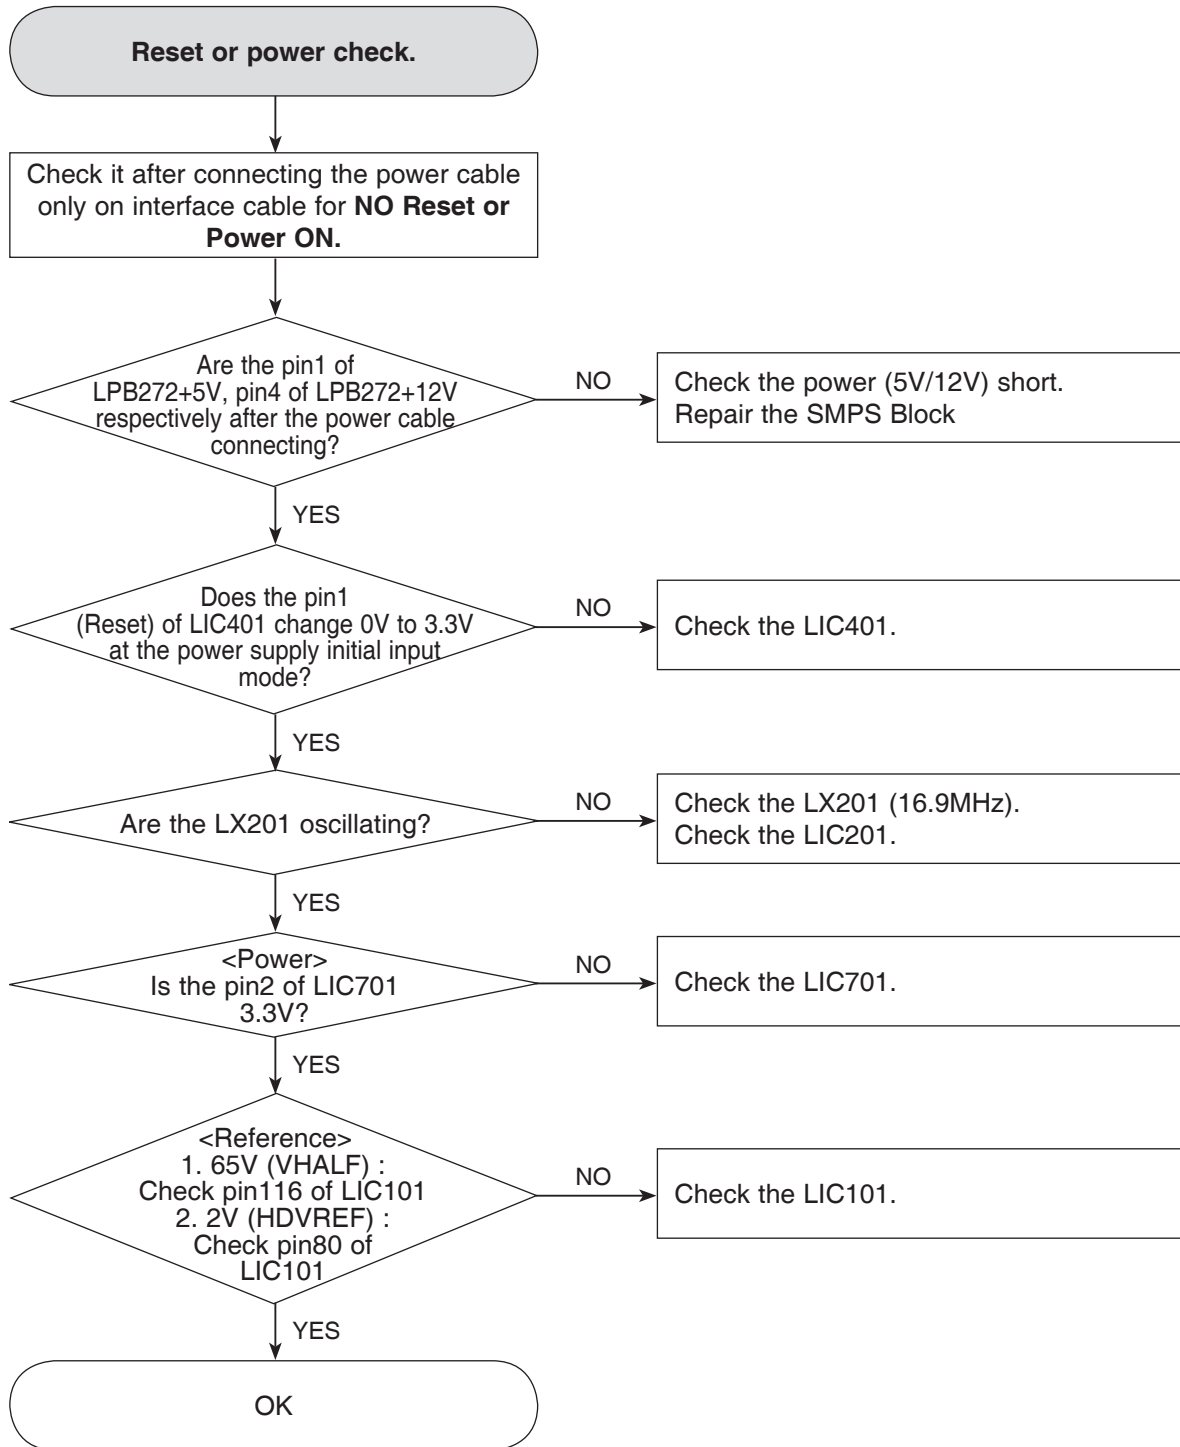 Reset or power check.
Check it after connecting the power cable
only on interface cable for NO Reset or
Power ON.
Are the pin1 of
LPB272+5V, pin4 of LPB272+12V
respectively after the power cable
connecting?
NO
Check the power (5V/12V) short.
Repair the SMPS Block
YES
Does the pin1
(Reset) of LIC401 change 0V to 3.3V
at the power supply initial input
mode?
NO
Check the LIC401.
YES
Are the LX201 oscillating?
NO
Check the LX201 (16.9MHz).
Check the LIC201.
YES
<Power>
Is the pin2 of LIC701
3.3V?
NO
Check the LIC701.
YES
<Reference>
1. 65V (VHALF) :
Check pin116 of LIC101
2. 2V (HDVREF) :
Check pin80 of
LIC101
NO
Check the LIC101.
YES
OK